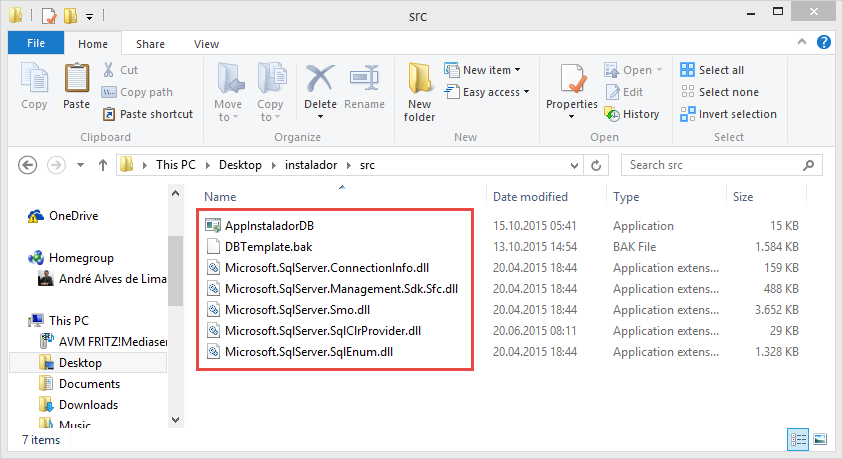 src
File Home Share View
Copy
Paste
Cut
Copy path
Paste shortcut
Clipboard
Move to
Copy to
Delete
Rename
Organize
New folder
New item
Easy access
New
Properties
Open
Edit
History
Open
Select all
Select none
Invert selection
Select
This PC Desktop instalador src
Search src
OneDrive
Homegroup
André Alves de Lima
This PC
AVM FRITZ!Mediaser
Desktop
Documents
Downloads
Music
Name Date modified Type Size
AppInstaladorDB 15.10.2015 05:41 Application 15 KB
DBTemplate.bak 13.10.2015 14:54 BAK File 1.584 KB
Microsoft.SqlServer.ConnectionInfo.dll 20.04.2015 18:44 Application extens... 159 KB
Microsoft.SqlServer.Management.Sdk.Sfc.dll 20.04.2015 18:44 Application extens... 488 KB
Microsoft.SqlServer.Smo.dll 20.04.2015 18:44 Application extens... 3.652 KB
Microsoft.SqlServer.SqlClrProvider.dll 20.06.2015 08:11 Application extens... 29 KB
Microsoft.SqlServer.SqlEnum.dll 20.04.2015 18:44 Application extens... 1.328 KB
7 items